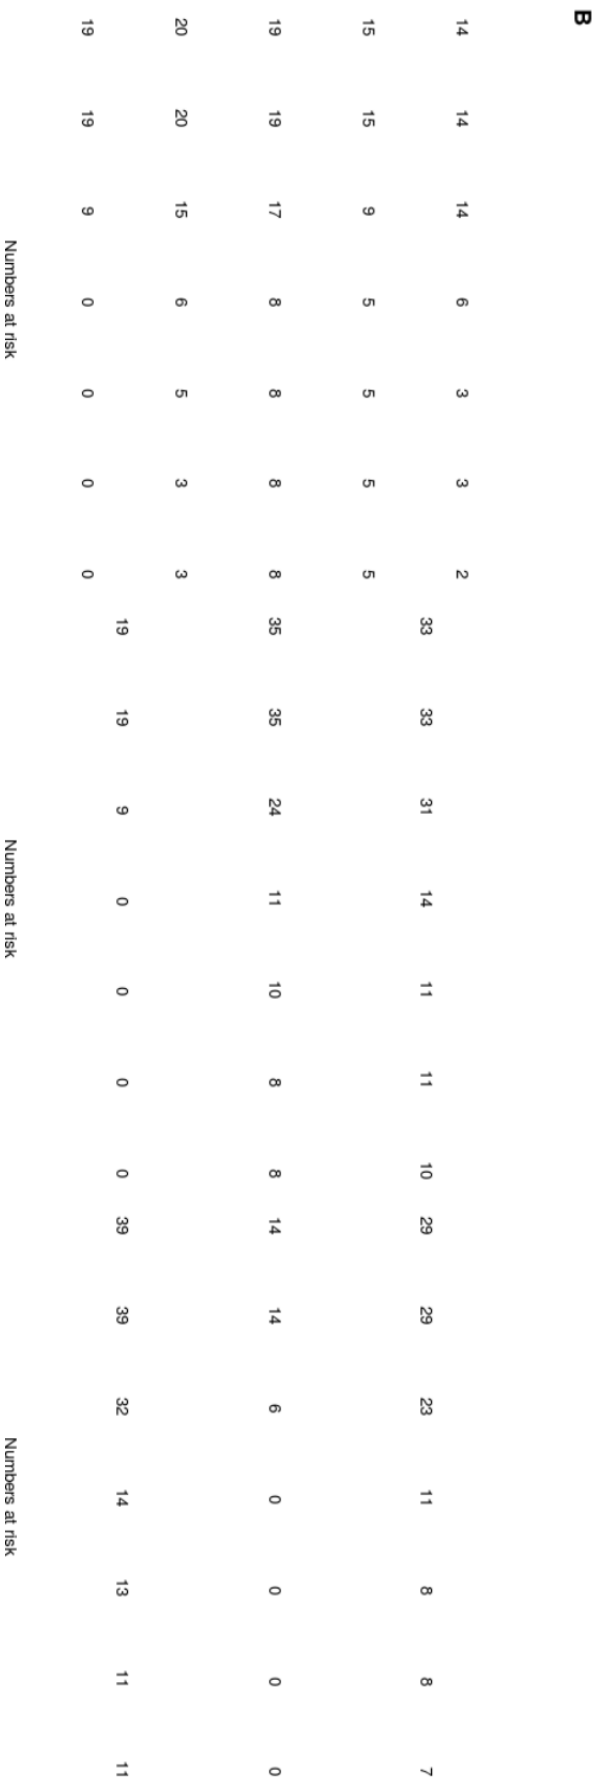 B
14 14 14 6 3 3 2
15 15 9 5 5 5 5
19 19 17 8 8 8 8
20 20 15 6 5 3 3
19 19 9 0 0 0 0
Numbers at risk
33 33 31 14 11 11 10
35 35 24 11 10 8 8
19 19 9 0 0 0 0
Numbers at risk
29 29 23 11 8 8 7
14 14 6 0 0 0 0
39 39 32 14 13 11 11
Numbers at risk